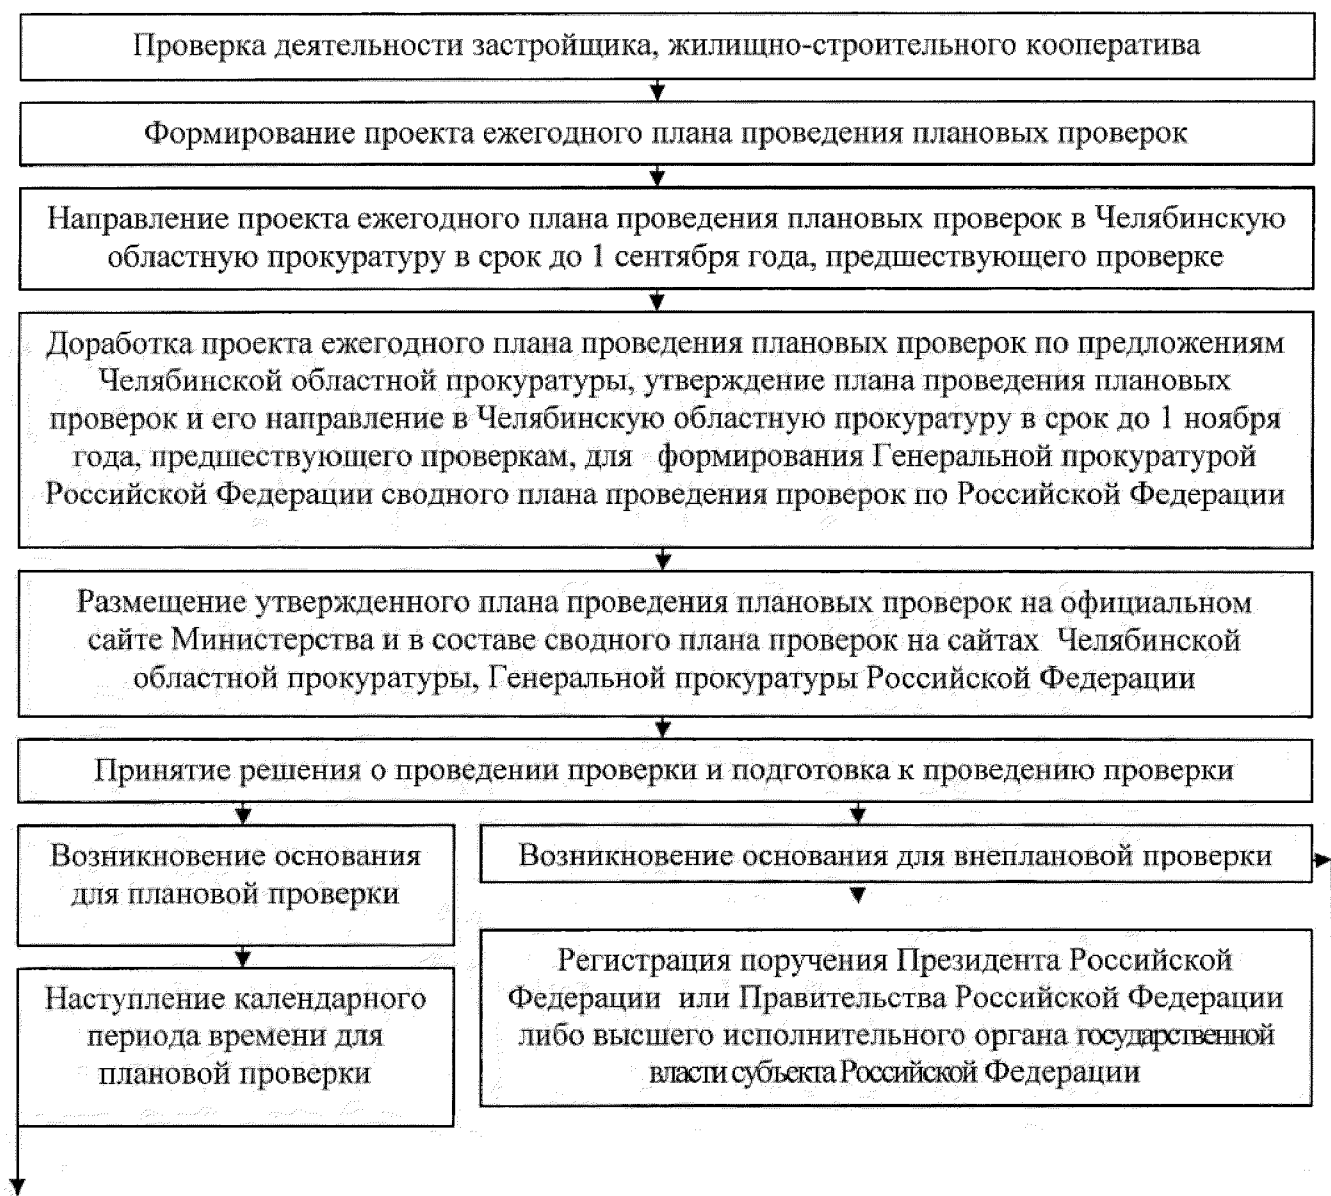 Проверка деятельности застройщика, жилищно-строительного кооператива
Формирование проекта ежегодного плана проведения плановых проверок
Направление проекта ежегодного плана проведения плановых проверок в Челябинскую
областную прокуратуру в срок до 1 сентября года, предшествующего проверке
Доработка проекта ежегодного плана проведения плановых проверок по предложениям
Челябинской областной прокуратуры, утверждение плана проведения плановых
проверок и его направление в Челябинскую областную прокуратуру в срок до 1 ноября
года, предшествующего проверкам, для формирования Генеральной прокуратурой
Российской Федерации сводного плана проведения проверок по Российской Федерации
Размещение утвержденного плана проведения плановых проверок на официальном
сайте Министерства и в составе сводного плана проверок на сайтах Челябинской
областной прокуратуры, Генеральной прокуратуры Российской Федерации
Принятие решения о проведении проверки и подготовка к проведению проверки
Возникновение основания
для плановой проверки
Наступление календарного
периода времени для
плановой проверки
Возникновение основания для внеплановой проверки
Регистрация поручения Президента Российской
Федерации или Правительства Российской Федерации
либо высшего исполнительного органа государственной
власти субъекта Российской Федерации